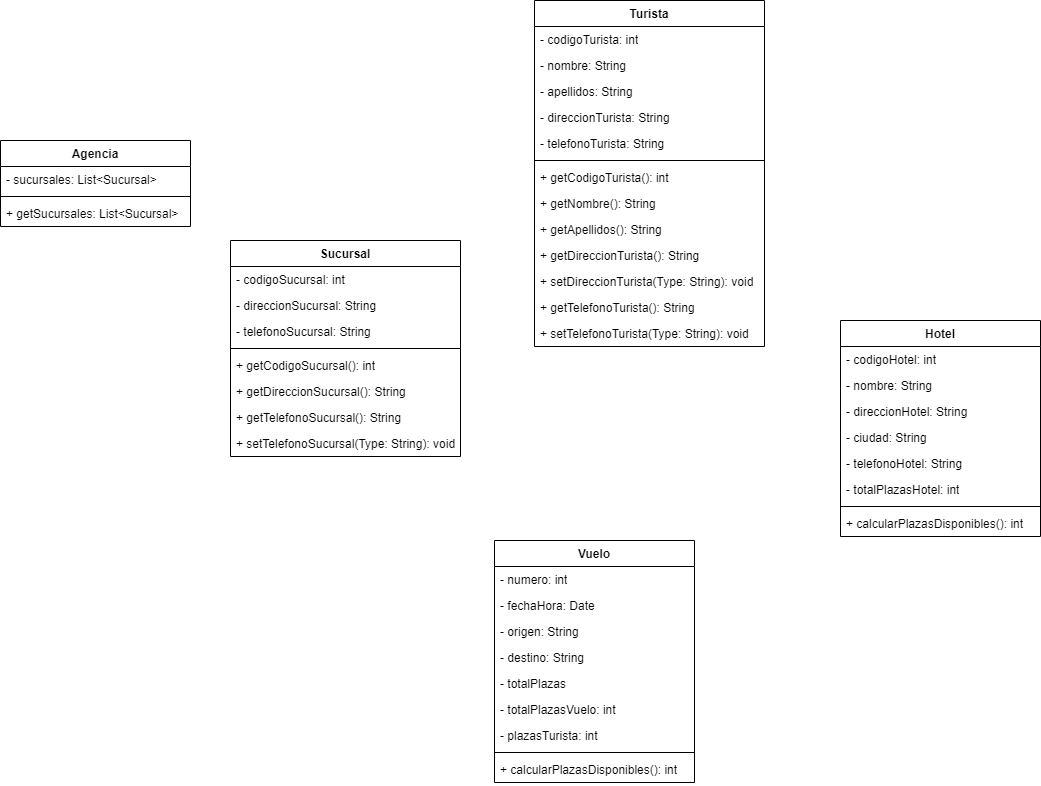 Turista
- codigoTurista: int
- nombre: String
- apellidos: String
- direccionTurista: String
- telefonoTurista: String
+ getCodigoTurista(): int
+ getNombre(): String
+ getApellidos(): String
+ getDireccionTurista(): String
+ setDireccionTurista(Type: String): void
+ getTelefonoTurista(): String
+ setTelefonoTurista(Type: String): void
Agencia
- sucursales: List<Sucursal>
+ getSucursales: List<Sucursal>
Sucursal
- codigoSucursal: int
- direccionSucursal: String
- telefonoSucursal: String
+ getCodigoSucursal(): int
+ getDireccionSucursal(): String
+ getTelefonoSucursal(): String
+ setTelefonoSucursal(Type: String): void
Hotel
- codigoHotel: int
- nombre: String
- direccionHotel: String
- ciudad: String
- telefonoHotel: String
- totalPlazasHotel: int
+ calcularPlazasDisponibles(): int
Vuelo
- numero: int
- fechaHora: Date
- origen: String
- destino: String
- totalPlazas
- totalPlazasVuelo: int
- plazasTurista: int
+ calcularPlazasDisponibles(): int